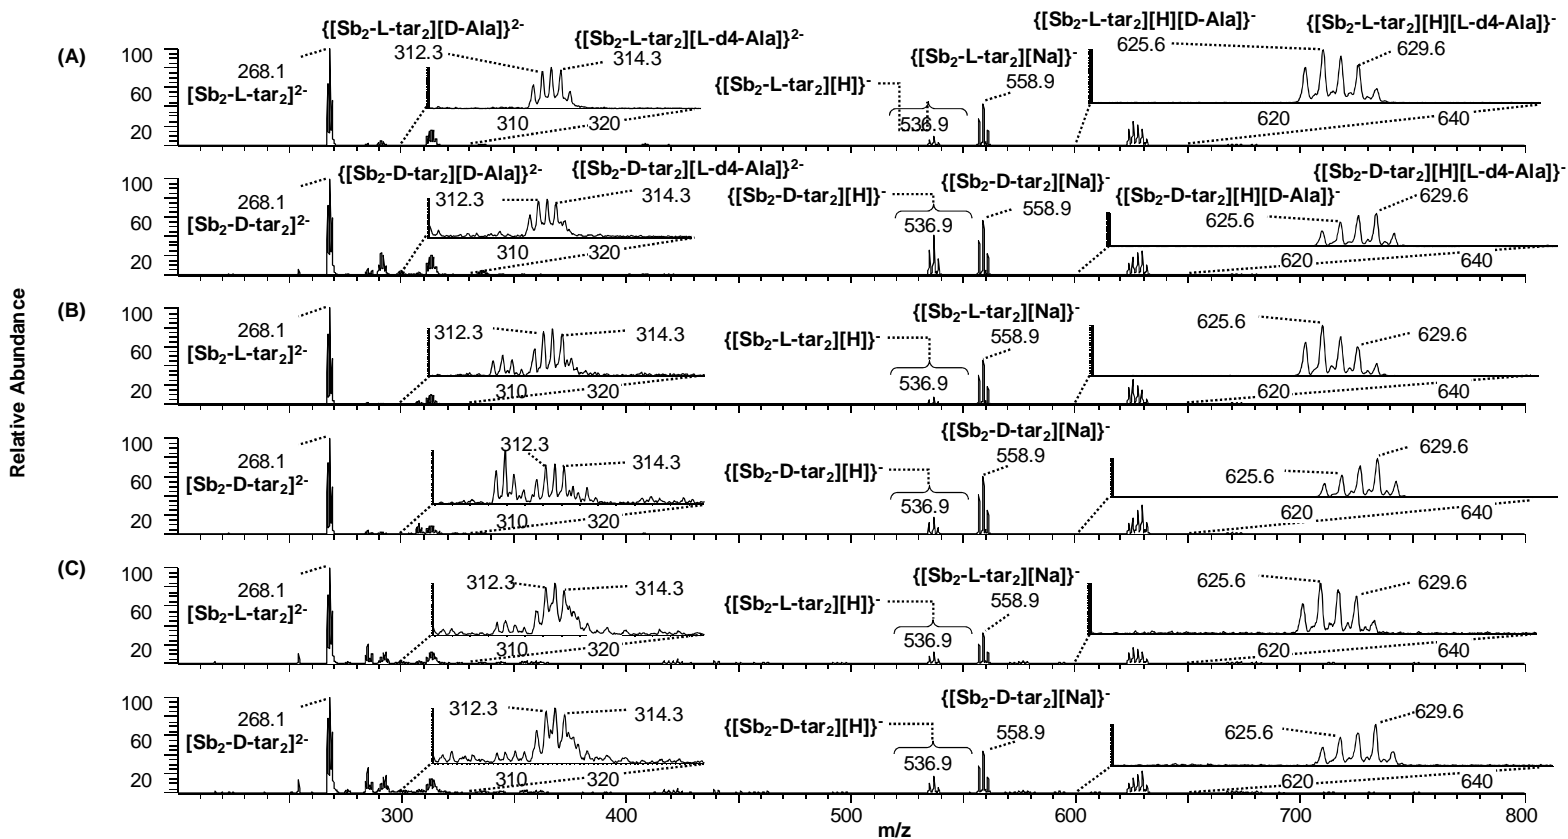 {[Sb2-L-tar2][D-Ala]}2- {[Sb2-L-tar2][L-d4-Ala]}2- {[Sb2-L-tar2][Na]}- {[Sb2-L-tar2][H][D-Ala]}- {[Sb2-L-tar2][H][L-d4-Ala]}-
(A) 100 268.1 312.3 314.3 558.9 625.6 629.6
60 [Sb2-L-tar2]2- {[Sb2-L-tar2][H]}-
20 310 320 536.9 620 640
{[Sb2-D-tar2][D-Ala]}2- {[Sb2-D-tar2][L-d4-Ala]}2- {[Sb2-D-tar2][H]}- {[Sb2-D-tar2][Na]}- {[Sb2-D-tar2][H][D-Ala]}- {[Sb2-D-tar2][H][L-d4-Ala]}-
100 268.1 312.3 314.3 558.9 625.6 629.6
60 [Sb2-D-tar2]2- 536.9
20 310 320 620 640
(B) {[Sb2-L-tar2][Na]}-
100 268.1 312.3 314.3 558.9 625.6 629.6
60 [Sb2-L-tar2]2- {[Sb2-L-tar2][H]}-
20 310 320 536.9 620 640
{[Sb2-D-tar2][Na]}-
100 268.1 312.3 314.3 558.9 625.6 629.6
60 [Sb2-D-tar2]2- {[Sb2-D-tar2][H]}-
20 310 320 536.9 620 640
(C) {[Sb2-L-tar2][Na]}-
100 268.1 312.3 314.3 558.9 625.6 629.6
60 [Sb2-L-tar2]2- {[Sb2-L-tar2][H]}-
20 310 320 536.9 620 640
{[Sb2-D-tar2][Na]}-
100 268.1 312.3 314.3 558.9 625.6 629.6
60 [Sb2-D-tar2]2- {[Sb2-D-tar2][H]}-
20 310 320 536.9 620 640
300 400 500 600 700 800
m/z
Relative Abundance